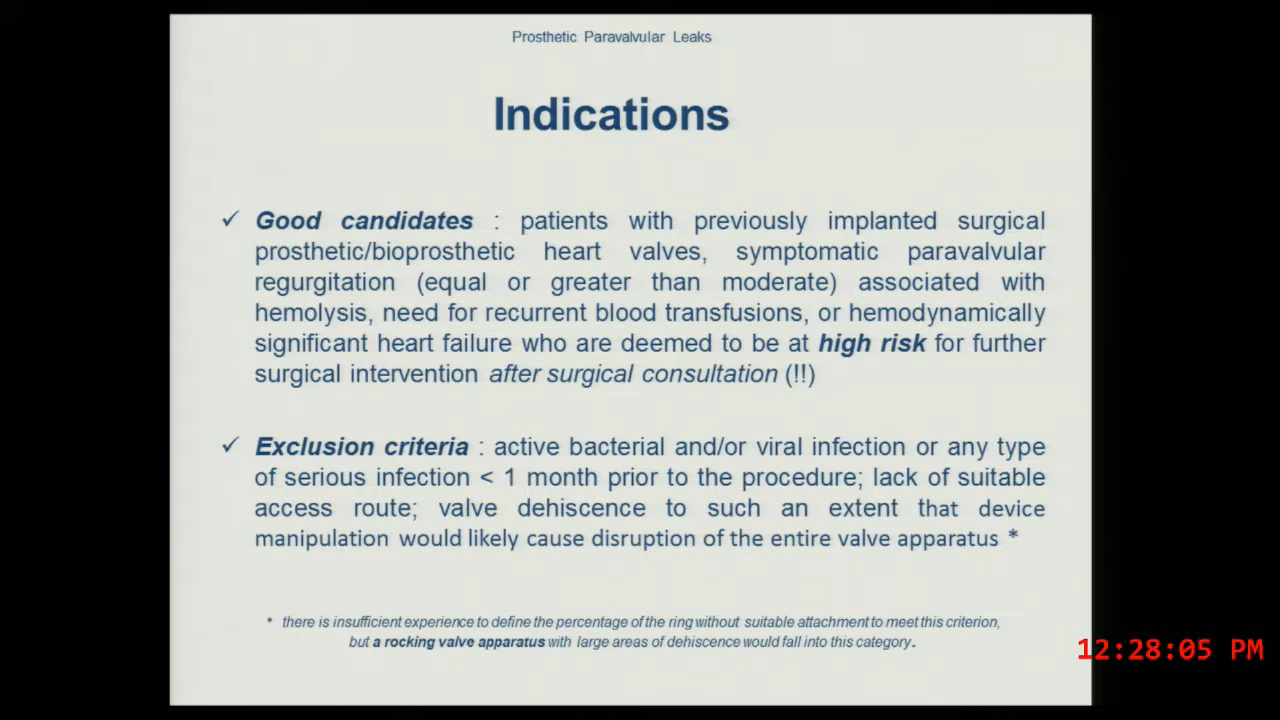 Prosthetic Paravalvular Leaks
Indications
✓ Good candidates : patients with previously implanted surgical
prosthetic/bioprosthetic heart valves, symptomatic paravalvular
regurgitation (equal or greater than moderate) associated with
hemolysis, need for recurrent blood transfusions, or hemodynamically
significant heart failure who are deemed to be at high risk for further
surgical intervention after surgical consultation (!!)
✓ Exclusion criteria : active bacterial and/or viral infection or any type
of serious infection < 1 month prior to the procedure; lack of suitable
access route; valve dehiscence to such an extent that device
manipulation would likely cause disruption of the entire valve apparatus *
* there is insufficient experience to define the percentage of the ring without suitable attachment to meet this criterion,
but a rocking valve apparatus with large areas of dehiscence would fall into this category.
12:28:05 PM